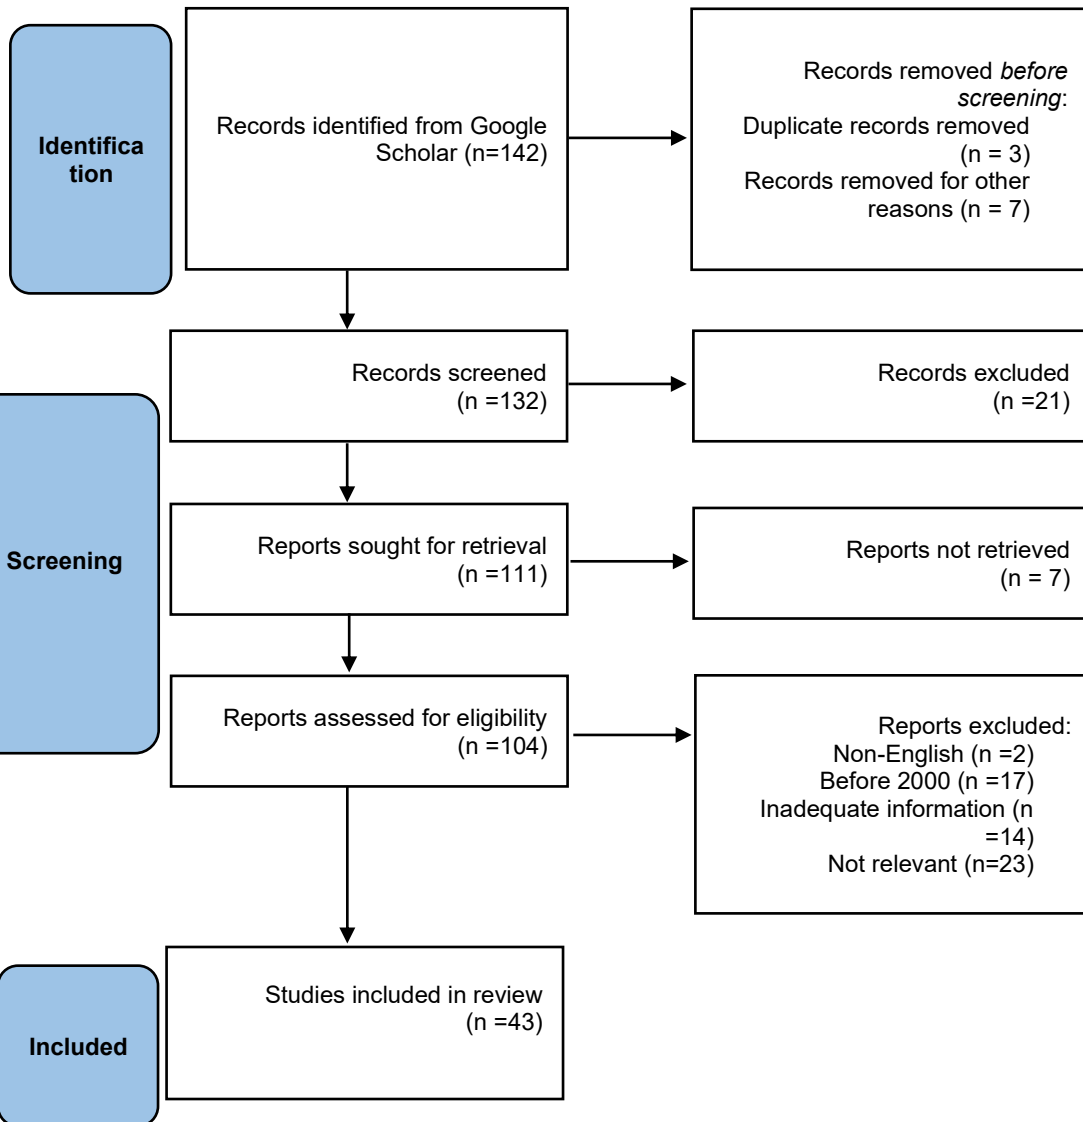 Identifica
tion
Records identified from Google
Scholar (n=142)
Records removed before
screening:
Duplicate records removed
(n = 3)
Records removed for other
reasons (n = 7)
Screening
Records screened
(n =132)
Records excluded
(n =21)
Reports sought for retrieval
(n =111)
Reports not retrieved
(n = 7)
Reports assessed for eligibility
(n =104)
Reports excluded:
Non-English (n =2)
Before 2000 (n =17)
Inadequate information (n
=14)
Not relevant (n=23)
Included
Studies included in review
(n =43)